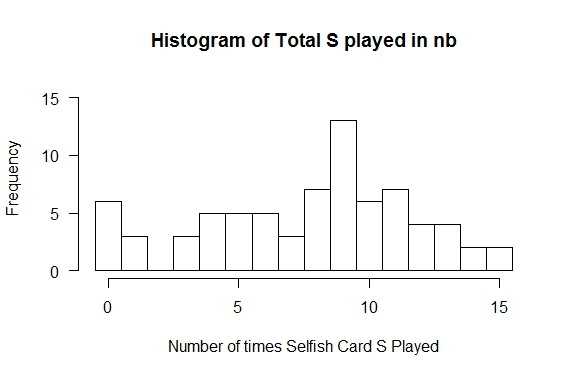 Histogram of Total S played in nb
15
10
5
0
Frequency
0 5 10 15
Number of times Selfish Card S Played